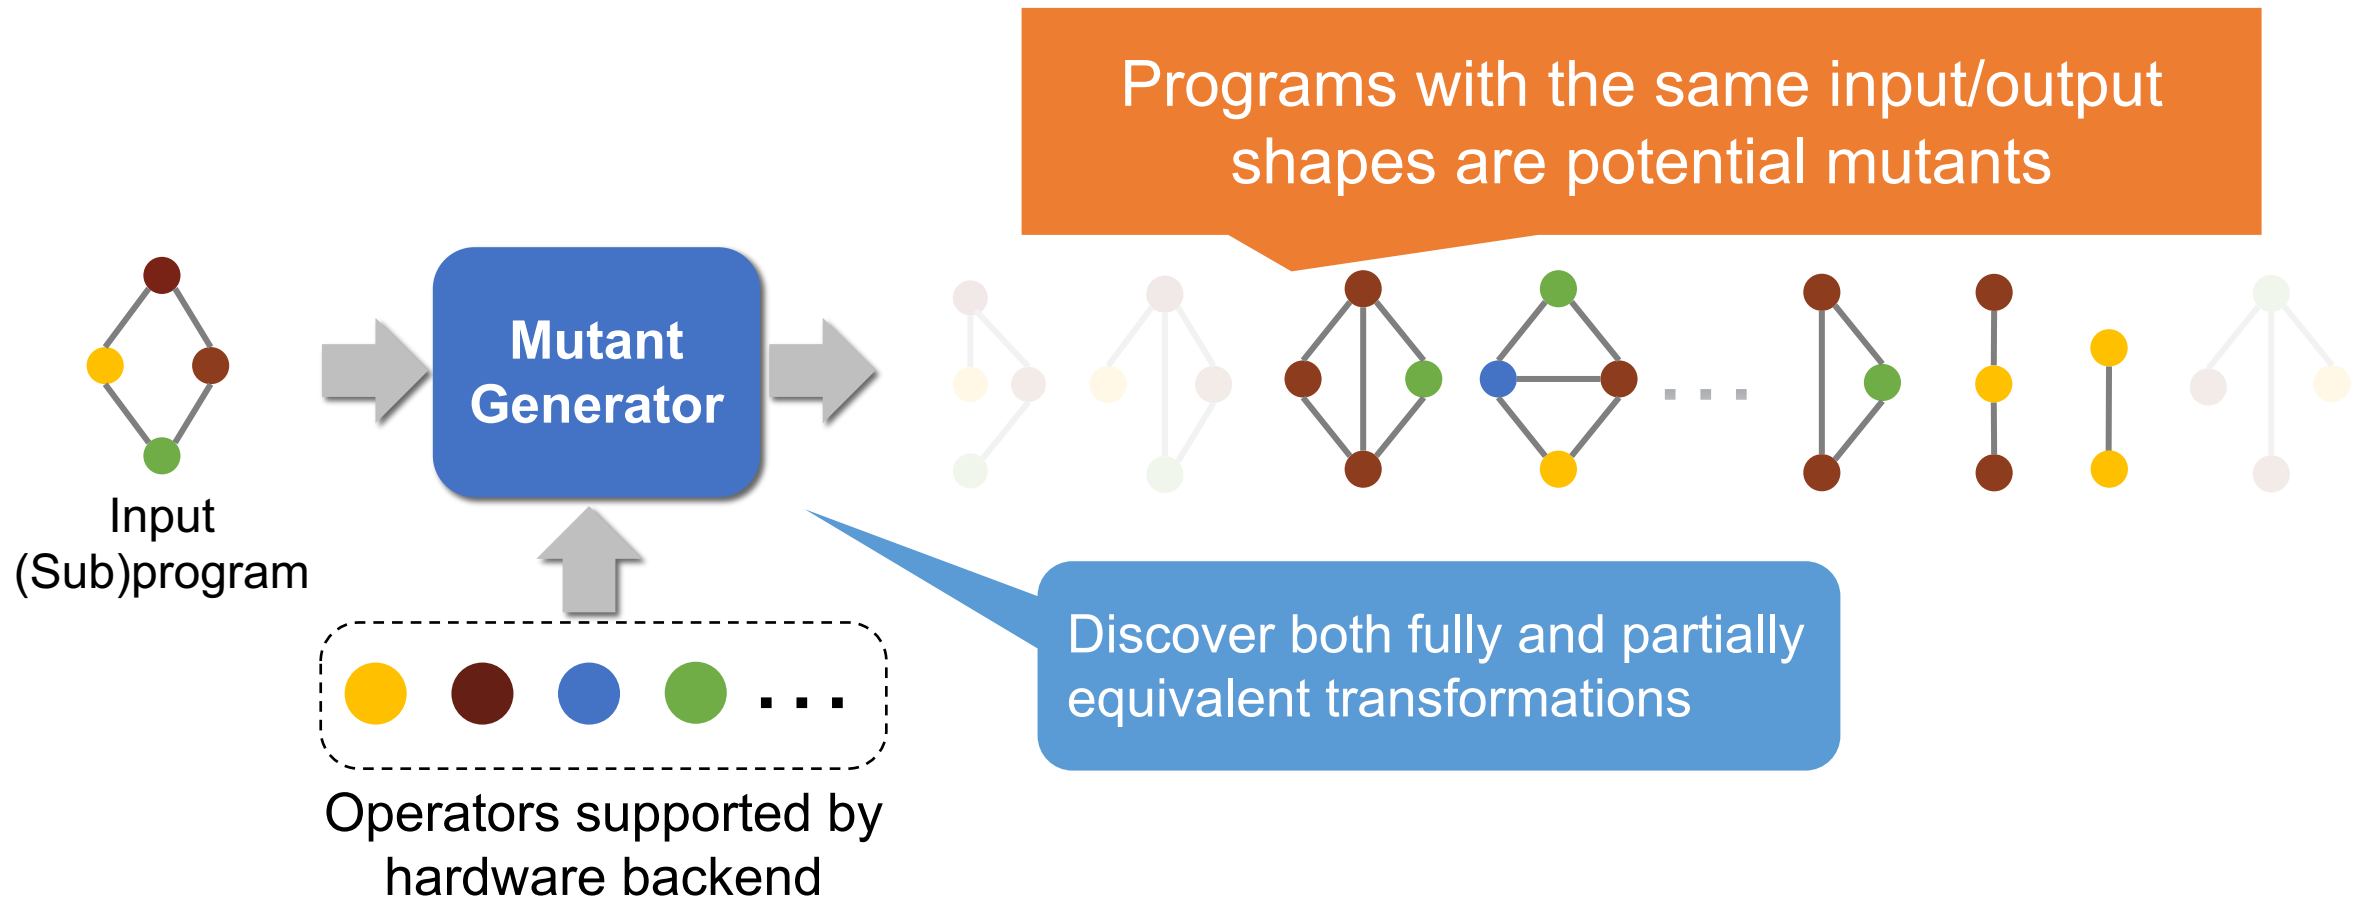 Programs with the same input/output
shapes are potential mutants
Mutant
Generator
Input
(Sub)program
Discover both fully and partially
equivalent transformations
Operators supported by
hardware backend